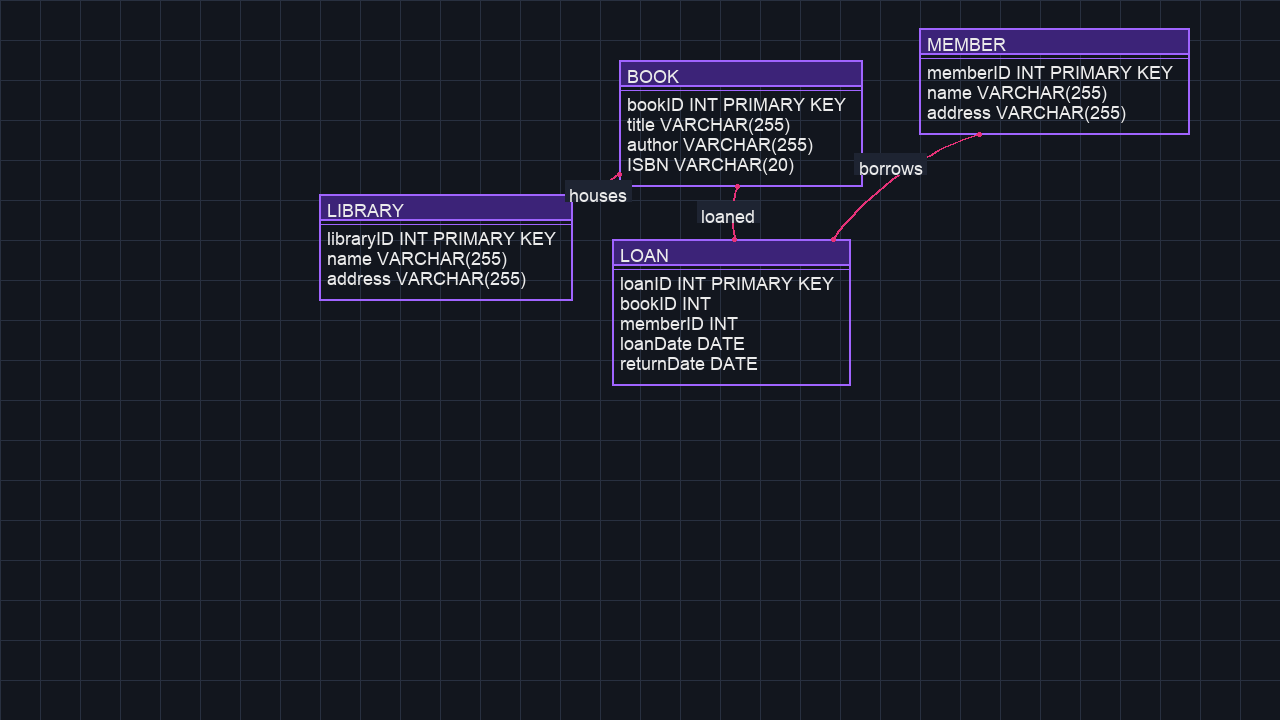 MEMBER
memberID INT PRIMARY KEY
name VARCHAR(255)
address VARCHAR(255)
BOOK
bookID INT PRIMARY KEY
title VARCHAR(255)
author VARCHAR(255)
ISBN VARCHAR(20)
borrows
houses
loaned
LIBRARY
libraryID INT PRIMARY KEY
name VARCHAR(255)
address VARCHAR(255)
LOAN
loanID INT PRIMARY KEY
bookID INT
memberID INT
loanDate DATE
returnDate DATE